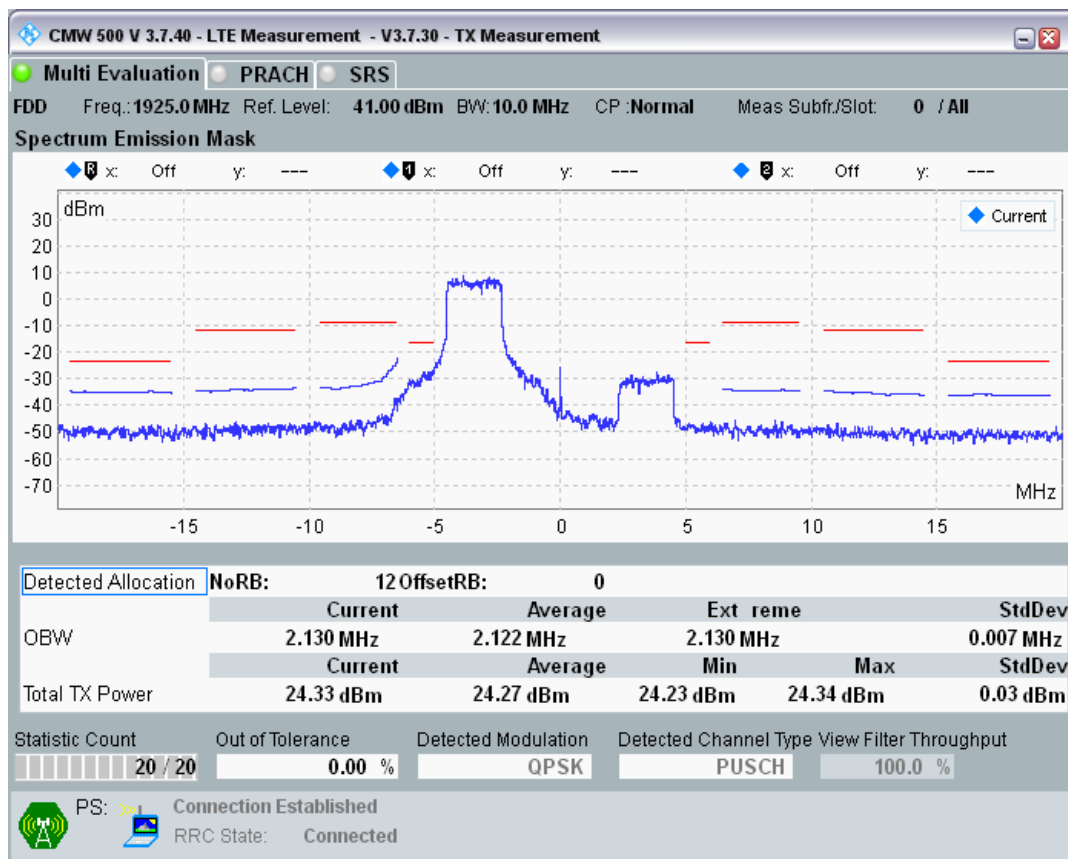 CMW 500 V 3.7.40 - LTE Measurement - V3.7.30 - TX Measurement
Multi Evaluation PRACH SRS
FDD Freq.: 1925.0 MHz Ref. Level: 41.00 dBm BW: 10.0 MHz CP : Normal Meas Subfr./Slot: 0 / All
Spectrum Emission Mask
R x: Off y: --- 1 x: Off y: --- 2 x: Off y: ---
dBm
Current
30
20
10
0
-10
-20
-30
-40
-50
-60
-70
MHz
-15 -10 -5 0 5 10 15
Detected Allocation NoRB: 12 OffsetRB: 0
Current Average Ext reme StdDev
OBW 2.130 MHz 2.122 MHz 2.130 MHz 0.007 MHz
Current Average Min Max StdDev
Total TX Power 24.33 dBm 24.27 dBm 24.23 dBm 24.34 dBm 0.03 dBm
Statistic Count Out of Tolerance Detected Modulation Detected Channel Type View Filter Throughput
20 / 20 0.00 % QPSK PUSCH 100.0 %
PS: Connection Established
RRC State: Connected